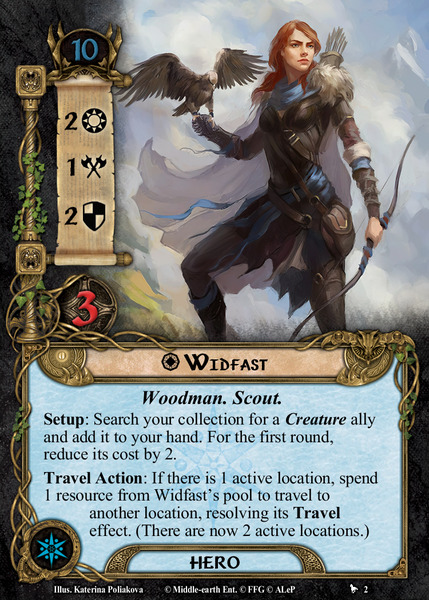 10
2
1
2
3
Widfast
Woodman. Scout.
Setup: Search your collection for a Creature ally
and add it to your hand. For the first round,
reduce its cost by 2.
Travel Action: If there is 1 active location, spend
1 resource from Widfast's pool to travel to
another location, resolving its Travel
effect. (There are now 2 active locations.)
HERO
Illus. Katerina Poliakova © Middle-earth Ent. © FFG © ALeP 2